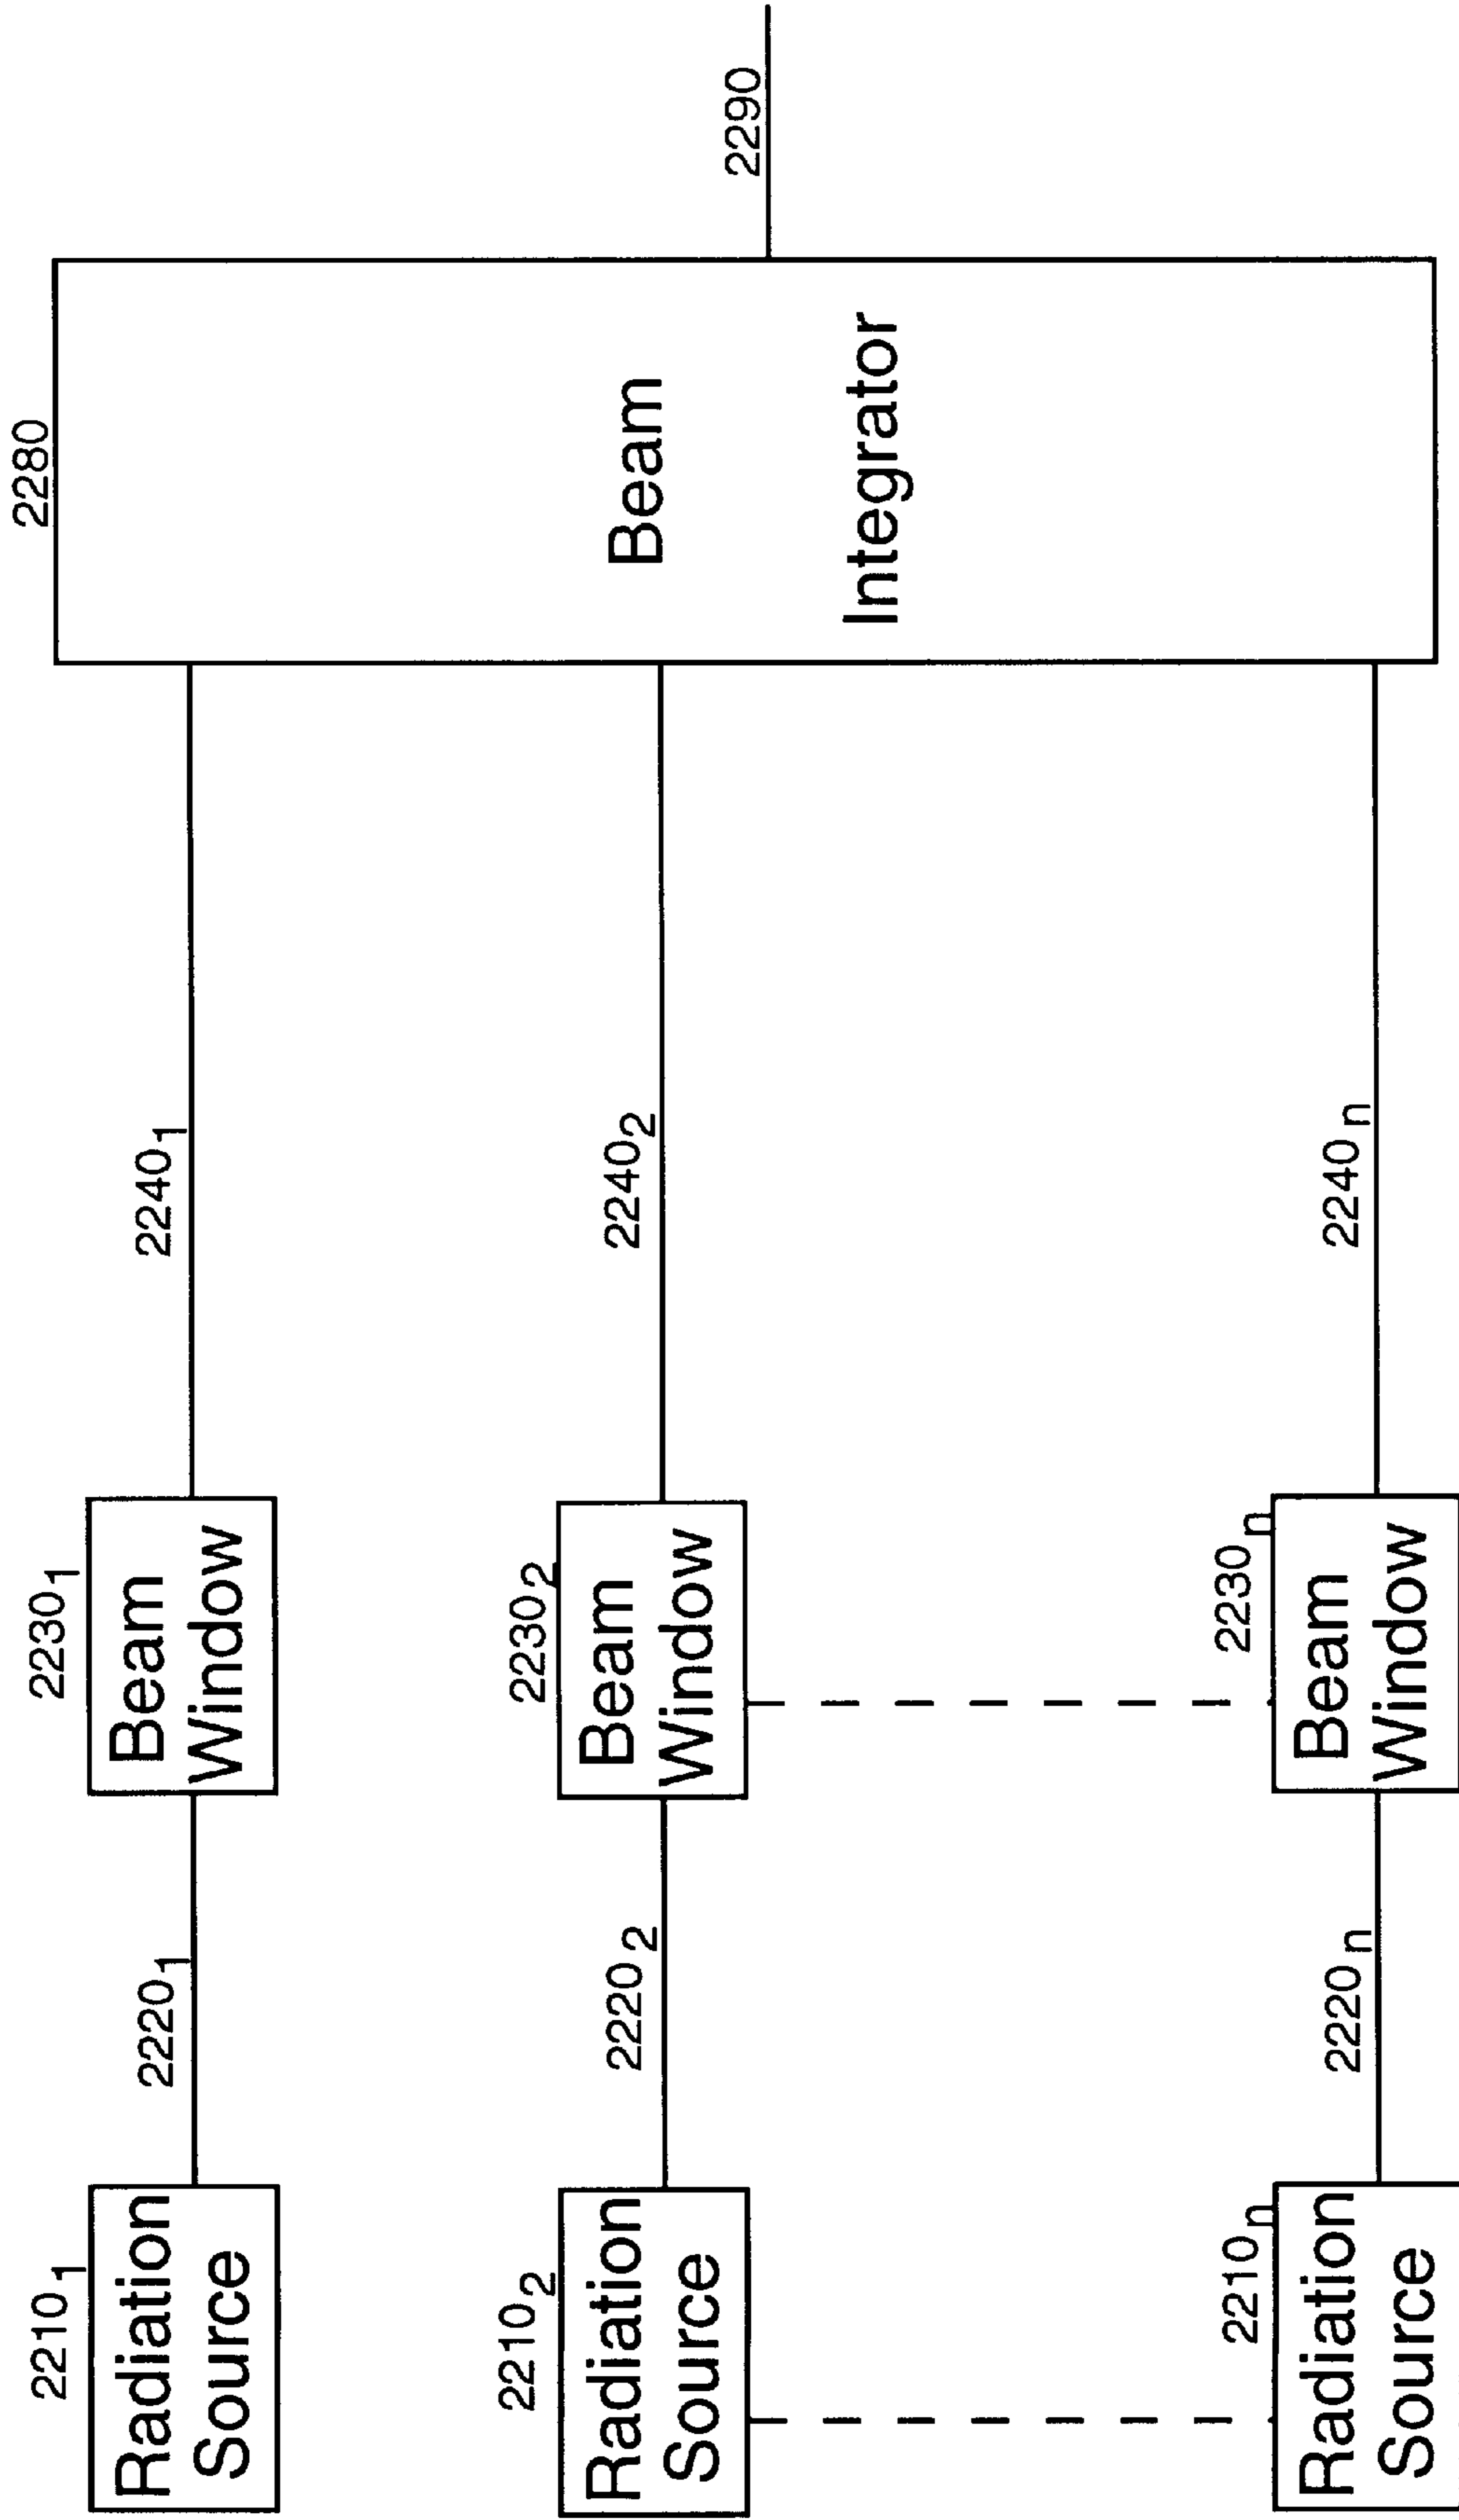 2210₁
Radiation
Source
2220₁
2230₁
Beam
Window
2240₁
2210₂
Radiation
Source
2220₂
2230₂
Beam
Window
2240₂
2210ₙ
Radiation
Source
2220ₙ
2230ₙ
Beam
Window
2240ₙ
2280
Beam
Integrator
2290